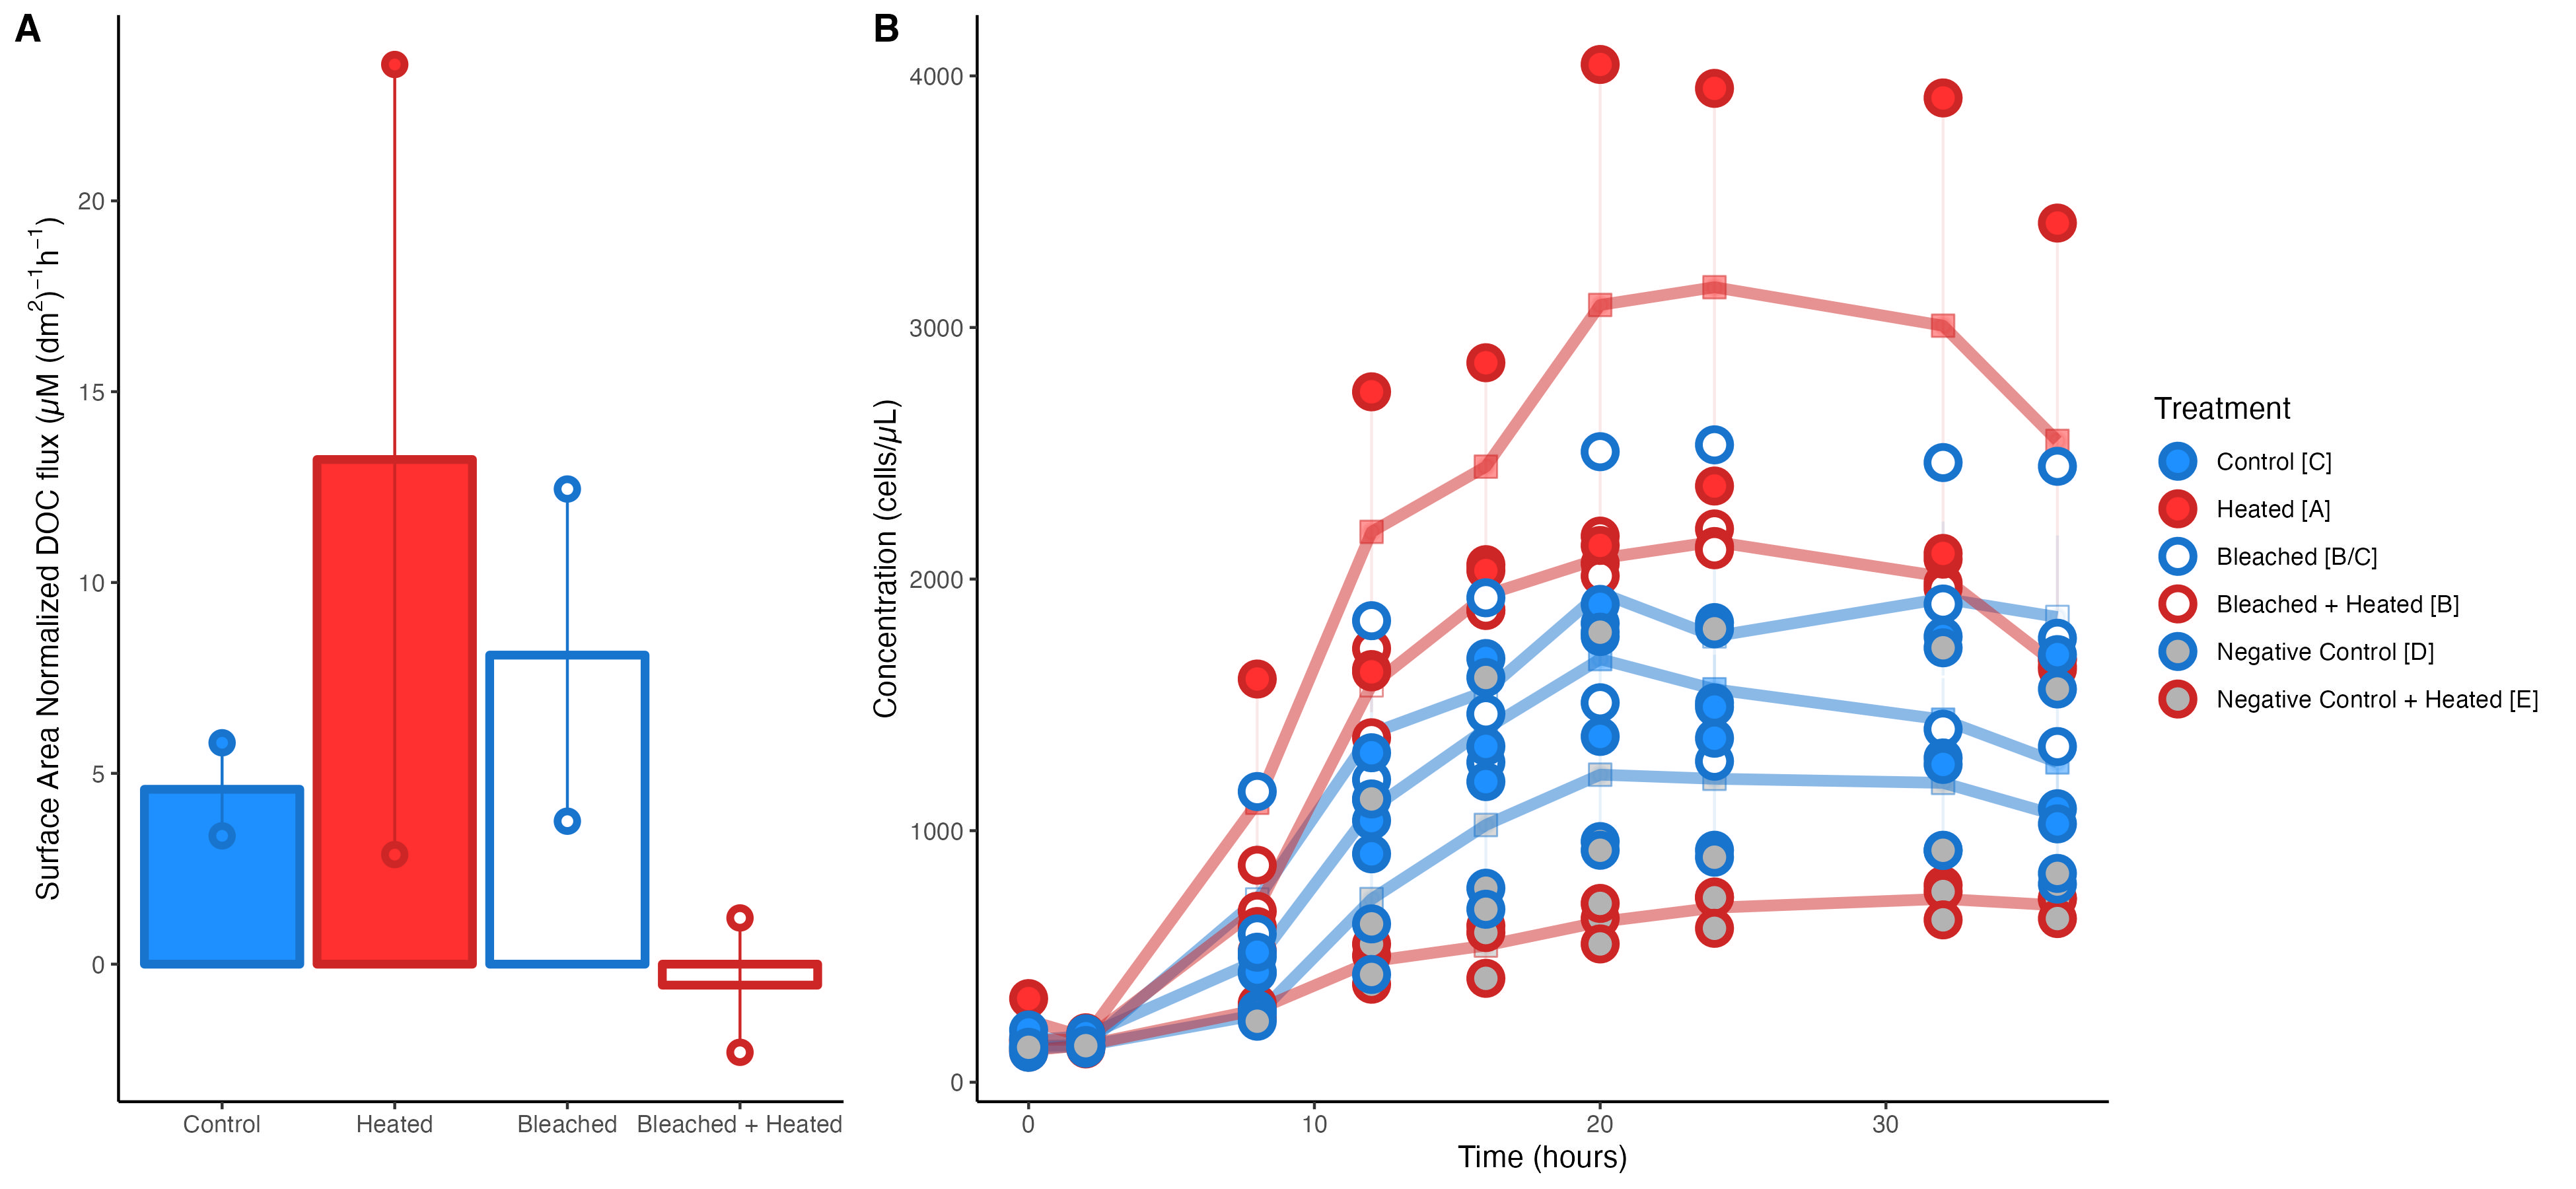 A
Surface Area Normalized DOC flux (μM (dm²)⁻¹h⁻¹)
20
15
10
5
0
Control Heated Bleached Bleached + Heated
B
Concentration (cells/μL)
4000
3000
2000
1000
0
0 10 20 30
Time (hours)
Treatment
Control [C]
Heated [A]
Bleached [B/C]
Bleached + Heated [B]
Negative Control [D]
Negative Control + Heated [E]